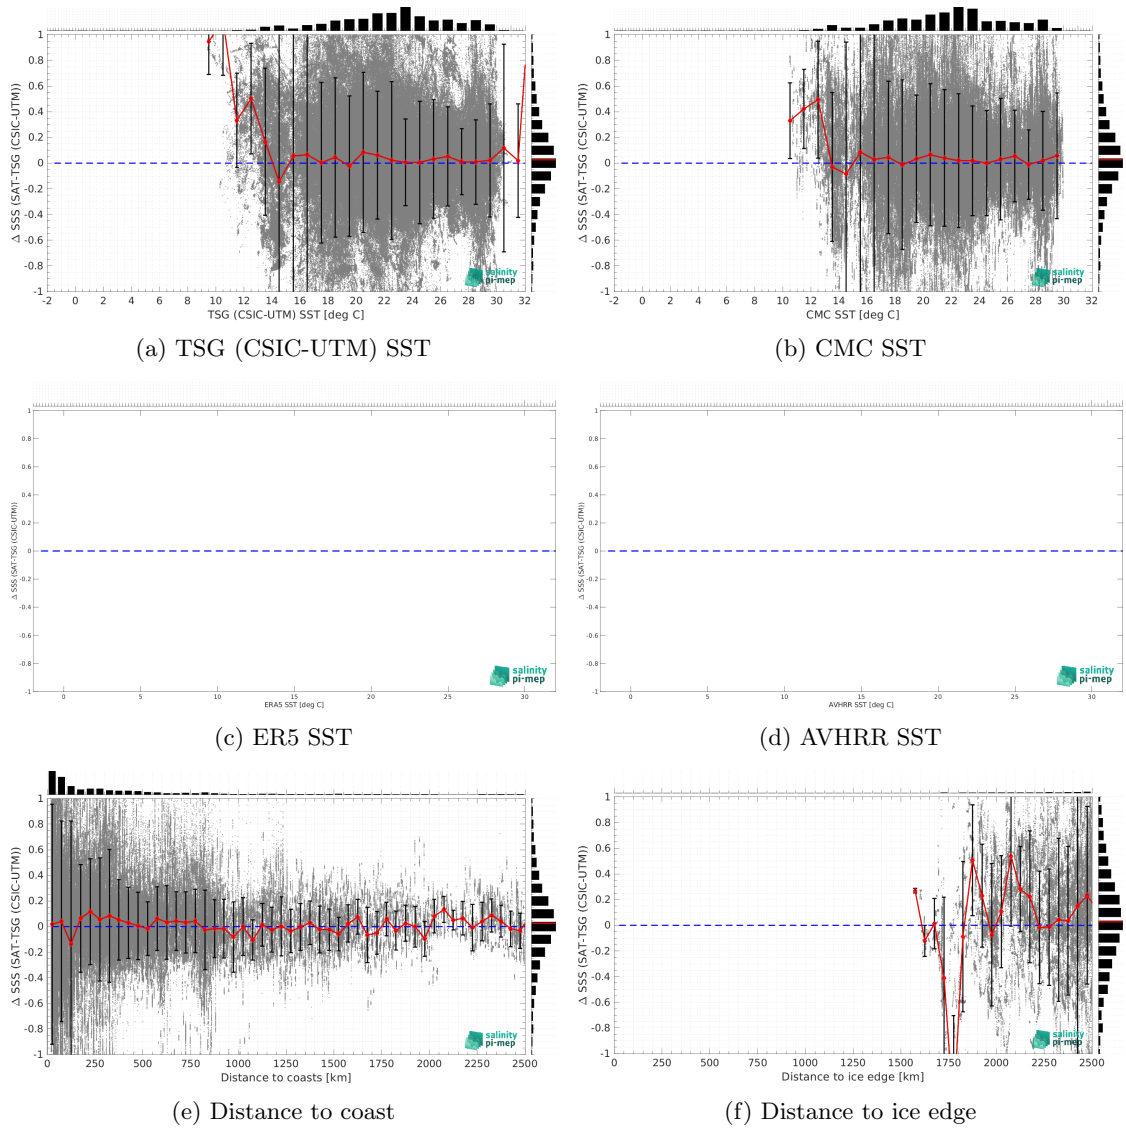 1
0.8
0.6
0.4
0.2
0
-0.2
-0.4
-0.6
-0.8
-1
Δ SSS (SAT-TSG (CSIC-UTM))
salinity
pi-mep
-2 0 2 4 6 8 10 12 14 16 18 20 22 24 26 28 30 32
TSG (CSIC-UTM) SST [deg C]
(a) TSG (CSIC-UTM) SST
1
0.8
0.6
0.4
0.2
0
-0.2
-0.4
-0.6
-0.8
-1
Δ SSS (SAT-TSG (CSIC-UTM))
salinity
pi-mep
-2 0 2 4 6 8 10 12 14 16 18 20 22 24 26 28 30 32
CMC SST [deg C]
(b) CMC SST
1
0.8
0.6
0.4
0.2
0
-0.2
-0.4
-0.6
-0.8
-1
Δ SSS (SAT-TSG (CSIC-UTM))
salinity
pi-mep
0 5 10 15 20 25 30
ERA5 SST [deg C]
(c) ER5 SST
1
0.8
0.6
0.4
0.2
0
-0.2
-0.4
-0.6
-0.8
-1
Δ SSS (SAT-TSG (CSIC-UTM))
salinity
pi-mep
0 5 10 15 20 25 30
AVHRR SST [deg C]
(d) AVHRR SST
1
0.8
0.6
0.4
0.2
0
-0.2
-0.4
-0.6
-0.8
-1
Δ SSS (SAT-TSG (CSIC-UTM))
salinity
pi-mep
0 250 500 750 1000 1250 1500 1750 2000 2250 2500
Distance to coasts [km]
(e) Distance to coast
1
0.8
0.6
0.4
0.2
0
-0.2
-0.4
-0.6
-0.8
-1
Δ SSS (SAT-TSG (CSIC-UTM))
salinity
pi-mep
0 250 500 750 1000 1250 1500 1750 2000 2250 2500
Distance to ice edge [km]
(f) Distance to ice edge